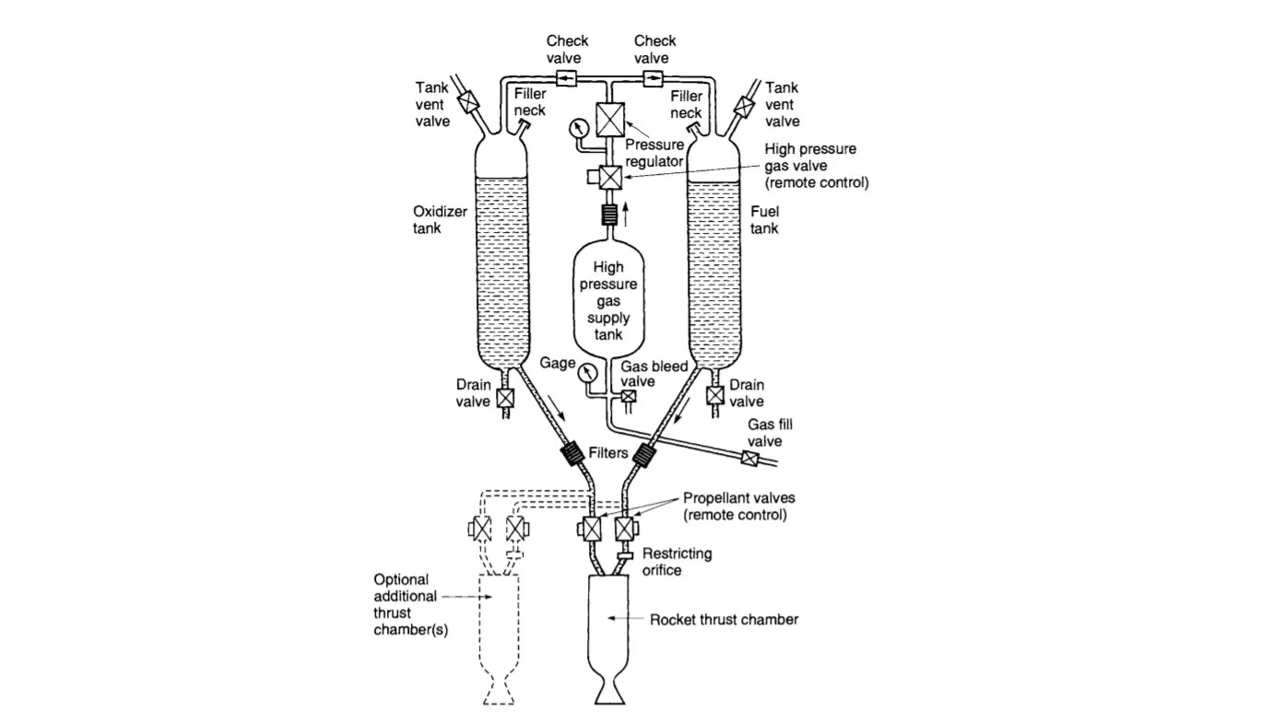 Check
valve
Check
valve
Tank
vent
valve
Filler
neck
Filler
neck
Tank
vent
valve
Pressure
regulator
High pressure
gas valve
(remote control)
Oxidizer
tank
Fuel
tank
High
pressure
gas
supply
tank
Gage
Gas bleed
valve
Drain
valve
Drain
valve
Gas fill
valve
Filters
Propellant valves
(remote control)
Restricting
orifice
Optional
additional
thrust
chamber(s)
Rocket thrust chamber